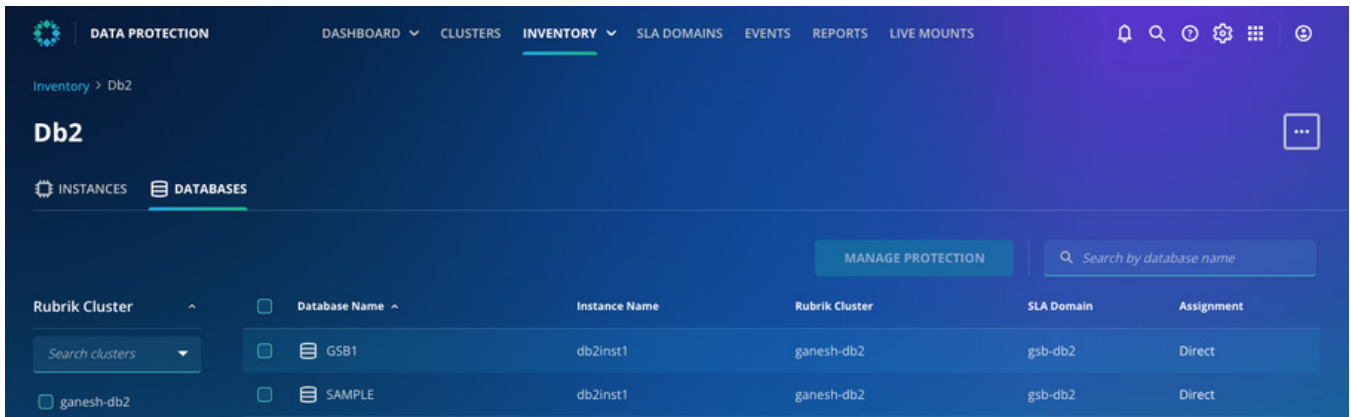 DATA PROTECTION DASHBOARD CLUSTERS INVENTORY SLA DOMAINS EVENTS REPORTS LIVE MOUNTS
Inventory > Db2
Db2
INSTANCES DATABASES
MANAGE PROTECTION Search by database name
Rubrik Cluster Database Name Instance Name Rubrik Cluster SLA Domain Assignment
Search clusters GSB1 db2inst1 ganesh-db2 gsb-db2 Direct
ganesh-db2 SAMPLE db2inst1 ganesh-db2 gsb-db2 Direct